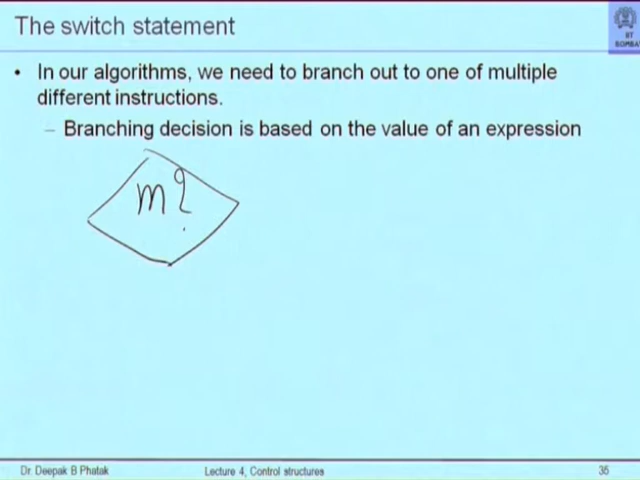 The switch statement
IIT
BOMBAY
• In our algorithms, we need to branch out to one of multiple
different instructions.
– Branching decision is based on the value of an expression
m?
Dr. Deepak B Phatak
Lecture 4, Control structures
35